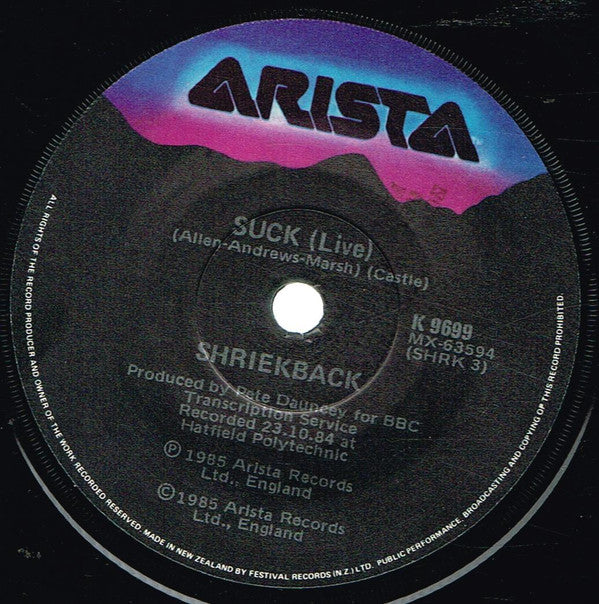 ARISTA
SUCK (Live)
(Allen-Andrews-Marsh) (Castle)
K 9699
MX-63594
(SHRK 3)
SHRIEKBACK
Produced by Pete Dauncey for BBC
Transcription Service
Recorded 23.10.84 at
Hatfield Polytechnic
Ⓟ 1985 Arista Records
Ltd., England
© 1985 Arista Records
Ltd., England
ALL RIGHTS OF THE RECORD PRODUCER AND OWNER OF THE WORK RECORDED RESERVED. MADE IN NEW ZEALAND BY FESTIVAL RECORDS (N.Z.) LTD. PUBLIC PERFORMANCE, BROADCASTING AND COPYING OF THIS RECORD PROHIBITED.